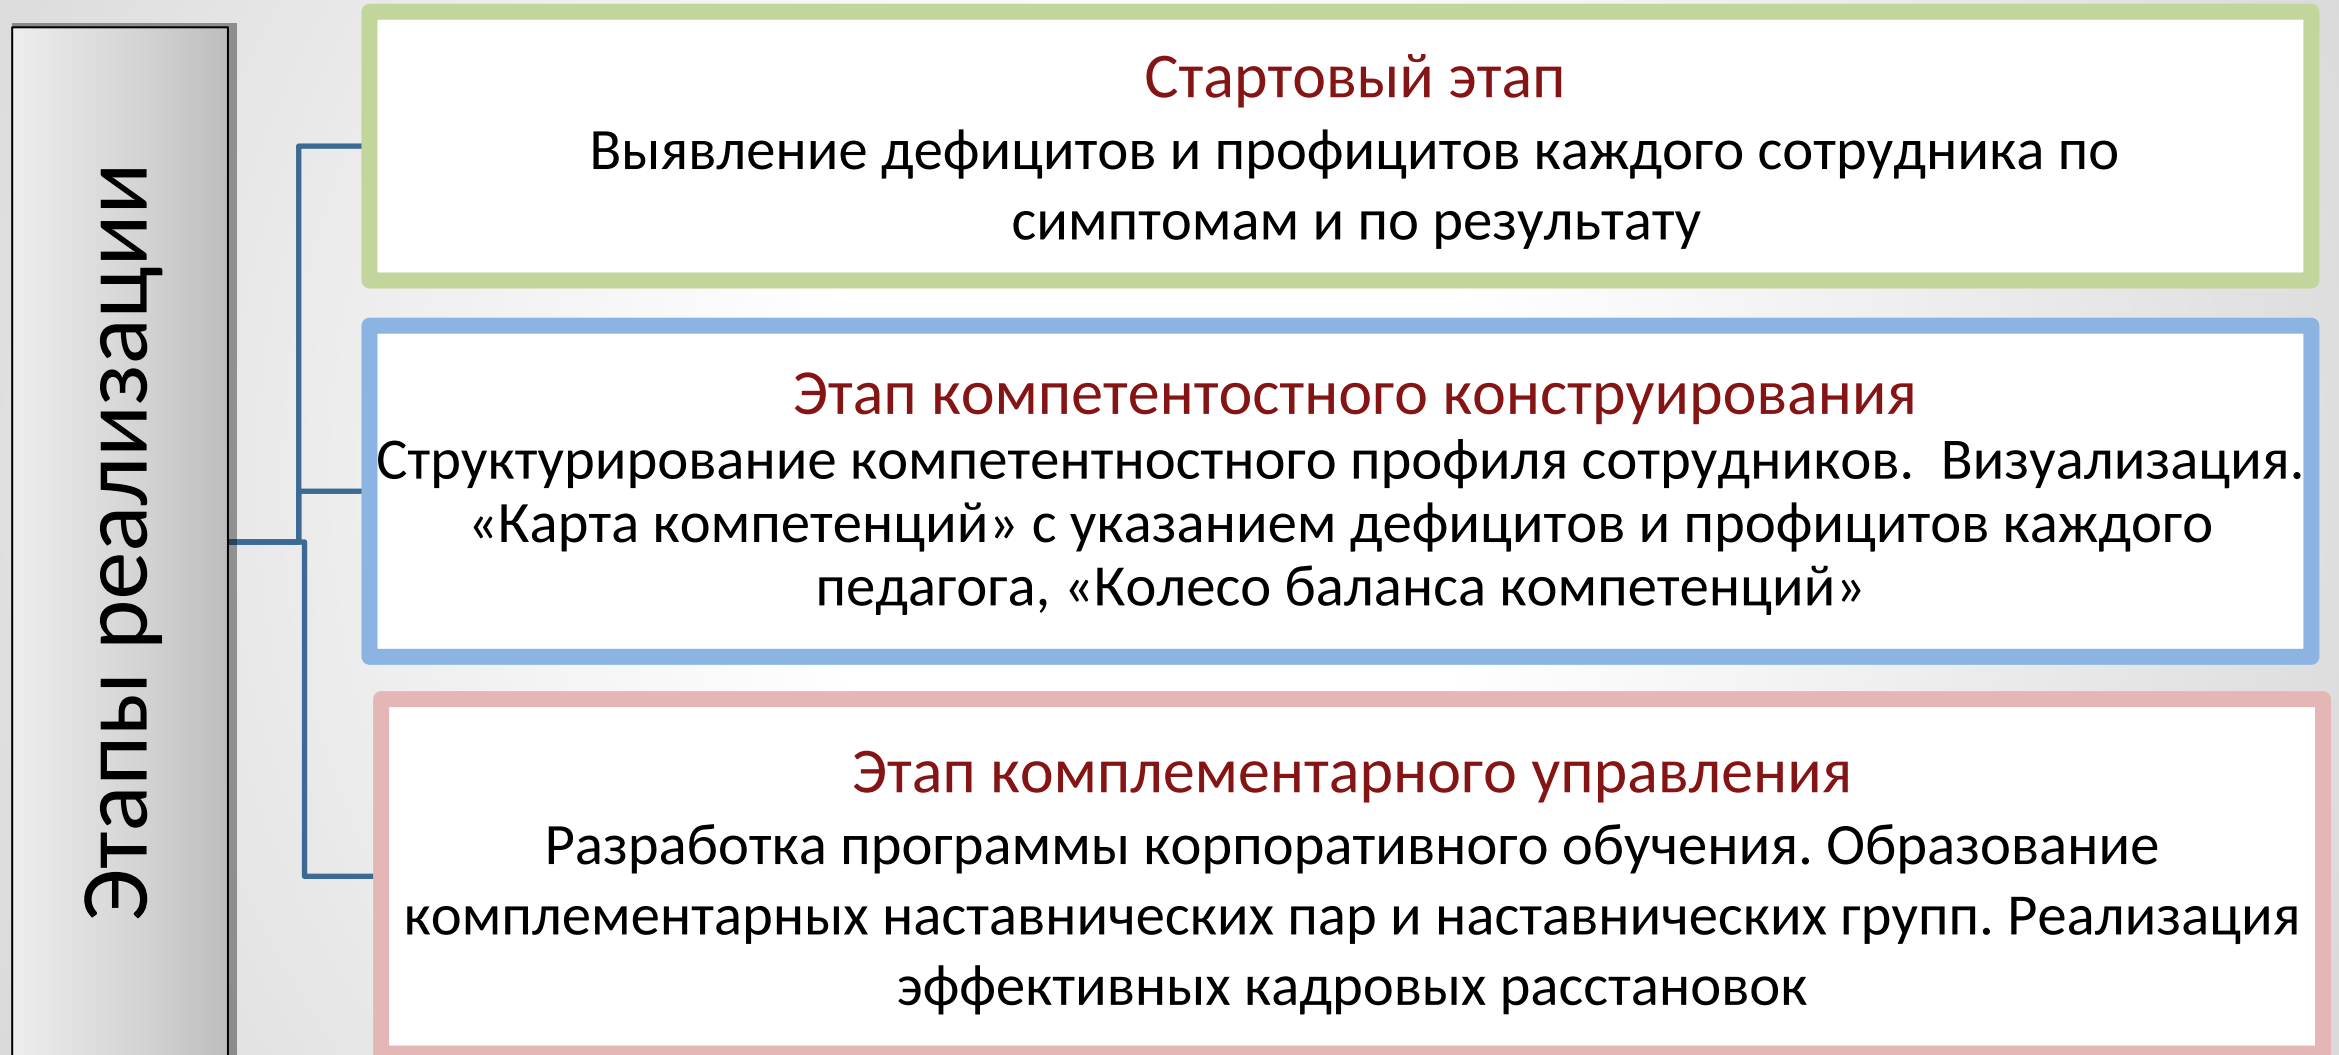 Этапы реализации
Стартовый этап
Выявление дефицитов и профицитов каждого сотрудника по
симптомам и по результату
Этап компетентостного конструирования
Структурирование компетентностного профиля сотрудников.  Визуализация.
«Карта компетенций» с указанием дефицитов и профицитов каждого
педагога, «Колесо баланса компетенций»
Этап комплементарного управления
Разработка программы корпоративного обучения. Образование
комплементарных наставнических пар и наставнических групп. Реализация
эффективных кадровых расстановок